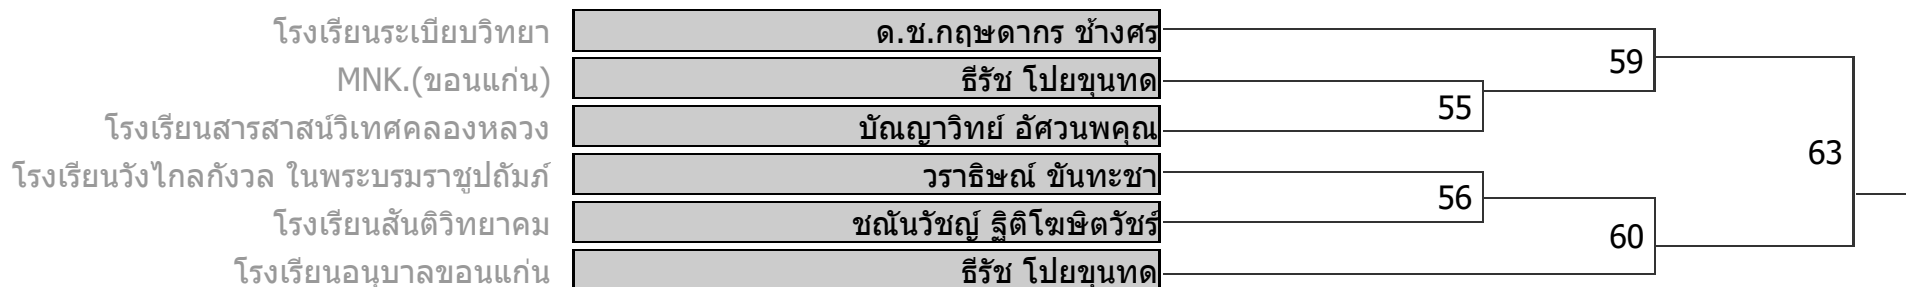 โรงเรียนระเบียบวิทยา ด.ช.กฤษดากร ช้างศร
59
MNK.(ขอนแก่น) ธีรัช โปยขุนทด
55
โรงเรียนสารสาสน์วิเทศคลองหลวง บัณญาวิทย์ อัศวนพคุณ
63
โรงเรียนวังไกลกังวล ในพระบรมราชูปถัมภ์ วราธิษณ์ ขันทะชา
56
โรงเรียนสันติวิทยาคม ชณันวัชญ์ ฐิติโฆษิตวัชร์
60
โรงเรียนอนุบาลขอนแก่น ธีรัช โปยขุนทด